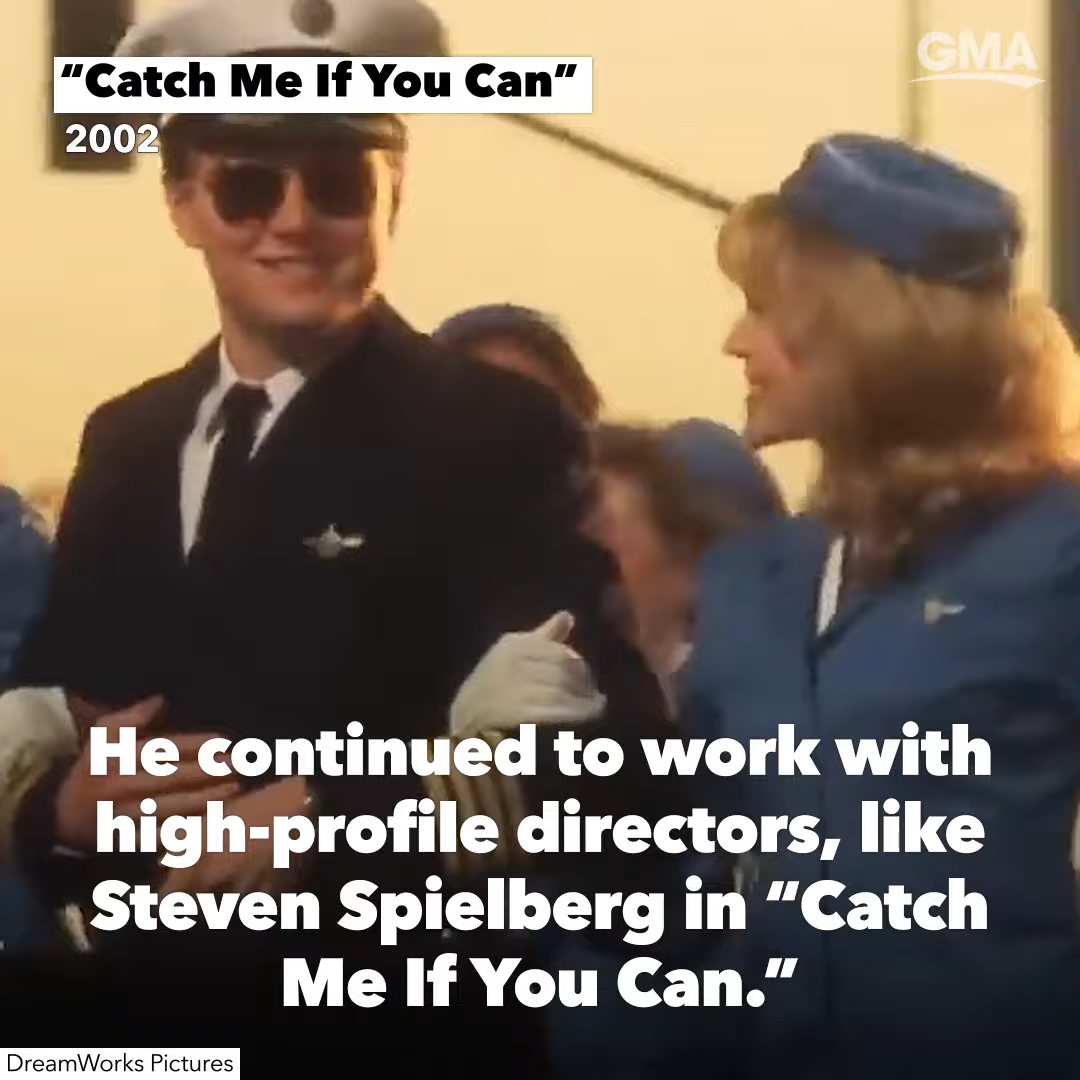 GMA
“Catch Me If You Can”
2002
He continued to work with
high-profile directors, like
Steven Spielberg in “Catch
Me If You Can.”
DreamWorks Pictures